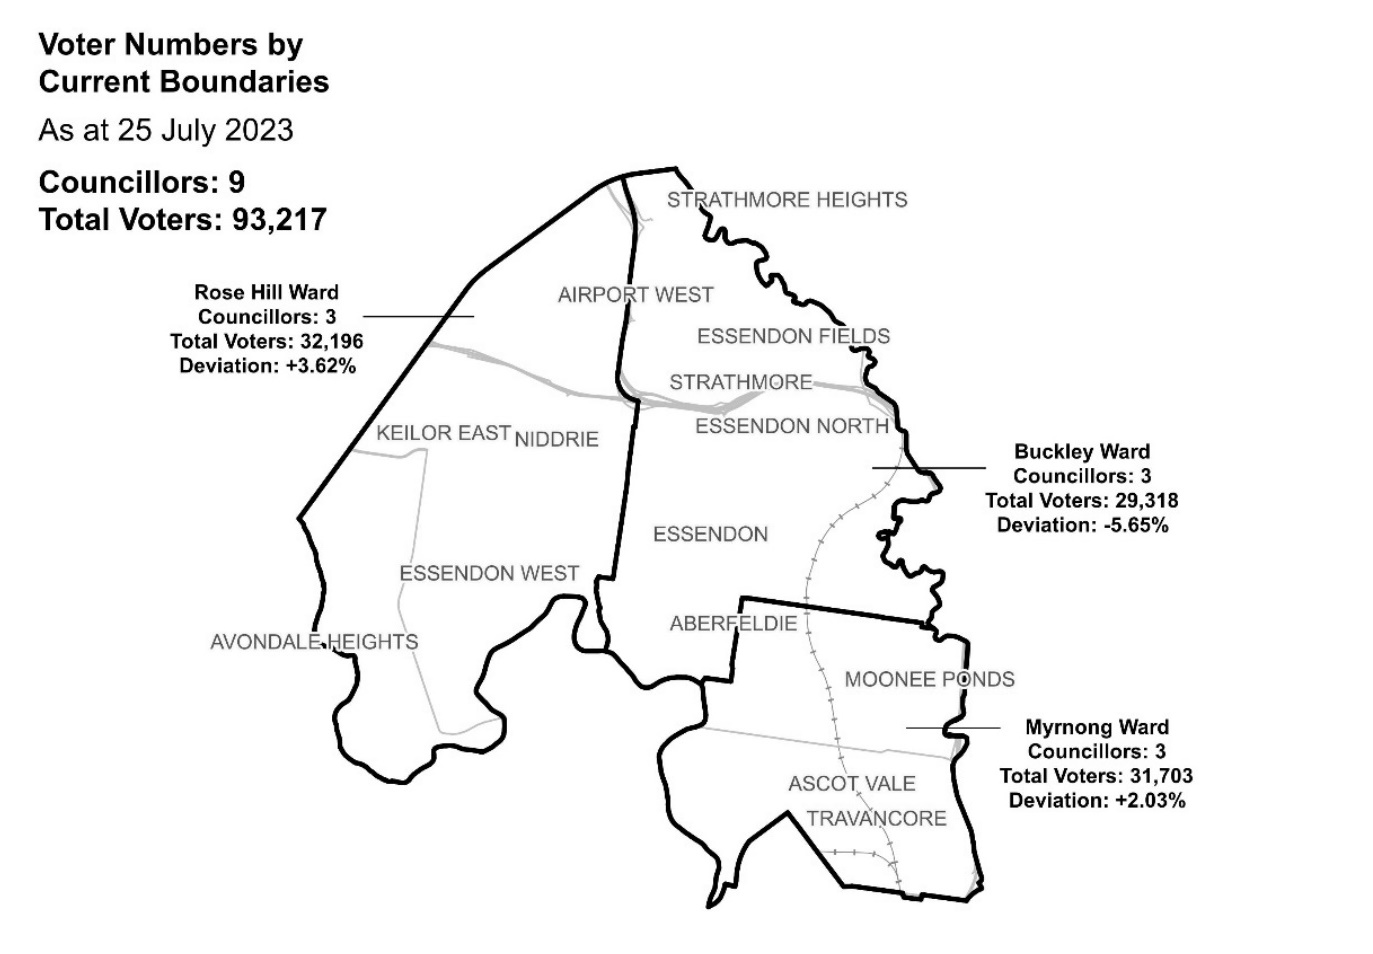 Voter Numbers by
Current Boundaries
As at 25 July 2023
Councillors: 9
Total Voters: 93,217
STRATHMORE HEIGHTS
Rose Hill Ward
Councillors: 3
Total Voters: 32,196
Deviation: +3.62%
AIRPORT WEST
ESSENDON FIELDS
STRATHMORE
ESSENDON NORTH
KEILOR EAST
NIDDRIE
Buckley Ward
Councillors: 3
Total Voters: 29,318
Deviation: -5.65%
ESSENDON
ESSENDON WEST
ABERFELDIE
AVONDALE HEIGHTS
MOONEE PONDS
Myrnong Ward
Councillors: 3
Total Voters: 31,703
Deviation: +2.03%
ASCOT VALE
TRAVANCORE